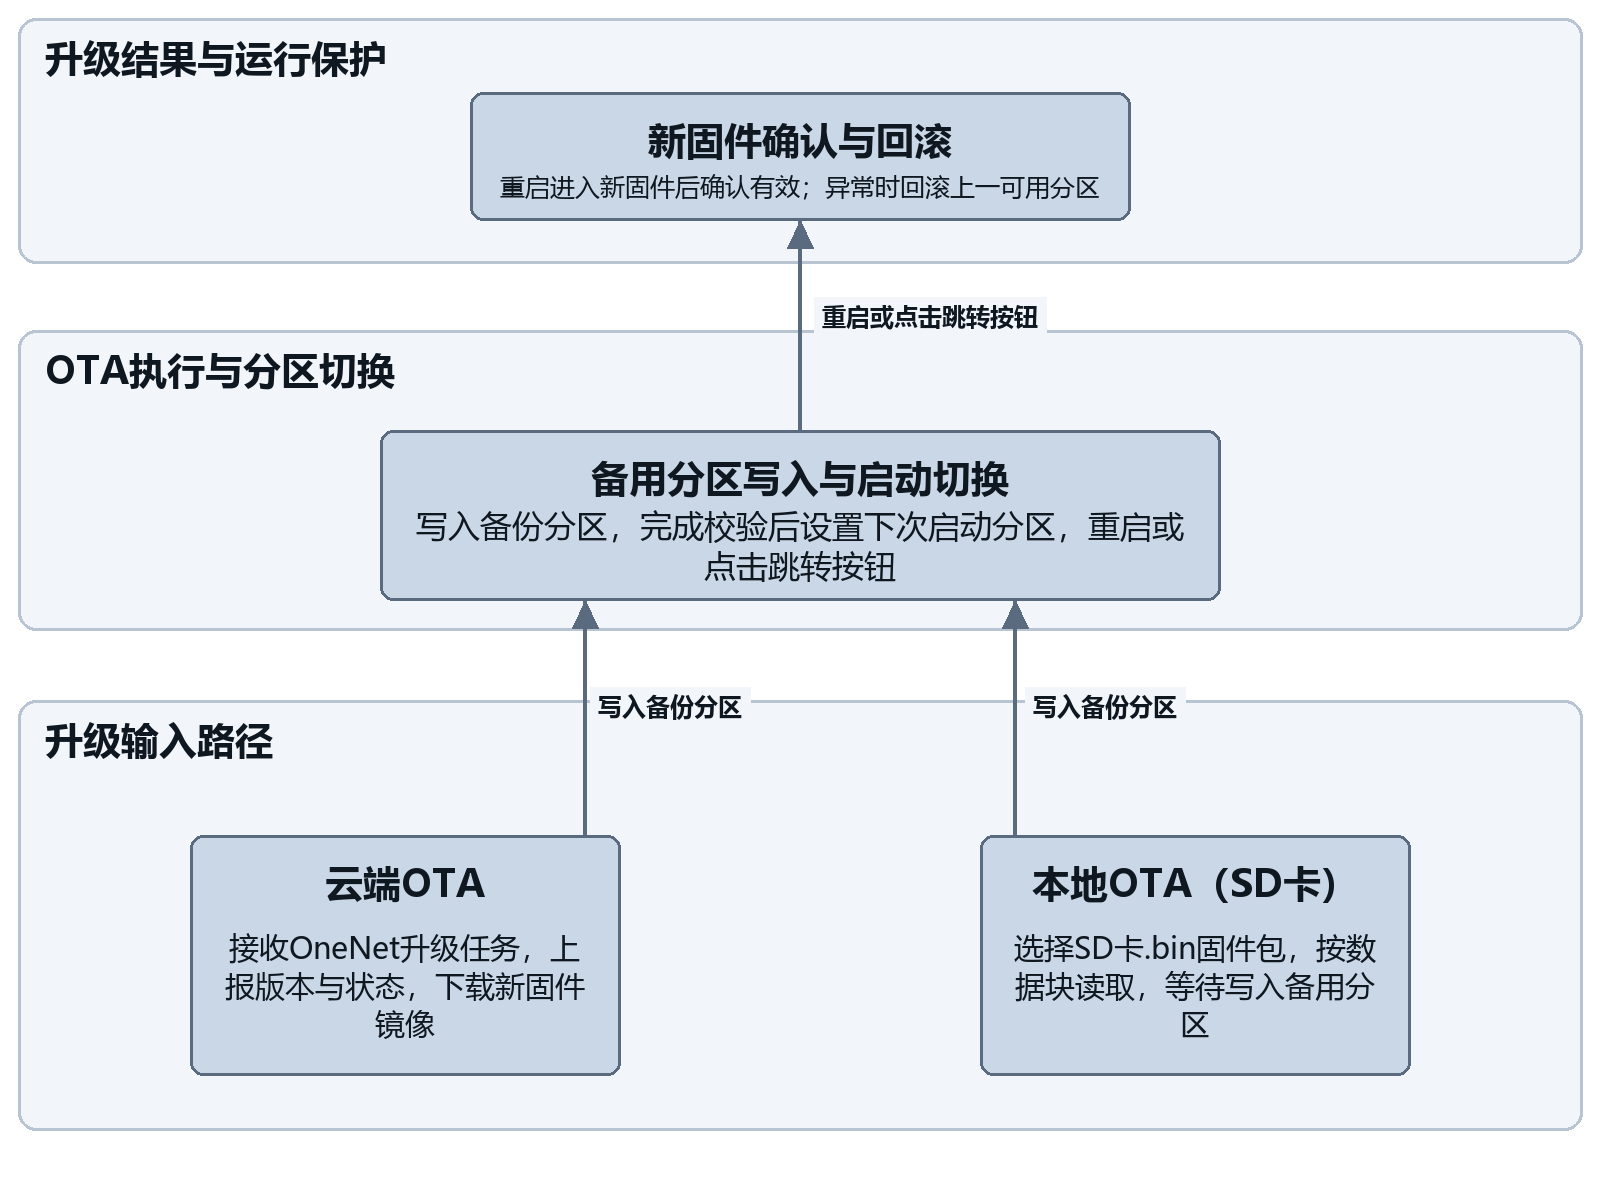 升级结果与运行保护
新固件确认与回滚
重启进入新固件后确认有效；异常时回滚上一可用分区
重启或点击跳转按钮
OTA执行与分区切换
备用分区写入与启动切换
写入备份分区，完成校验后设置下次启动分区，重启或
点击跳转按钮
写入备份分区
写入备份分区
升级输入路径
云端OTA
接收OneNet升级任务，上
报版本与状态，下载新固件
镜像
本地OTA（SD卡）
选择SD卡.bin固件包，按数
据块读取，等待写入备用分
区